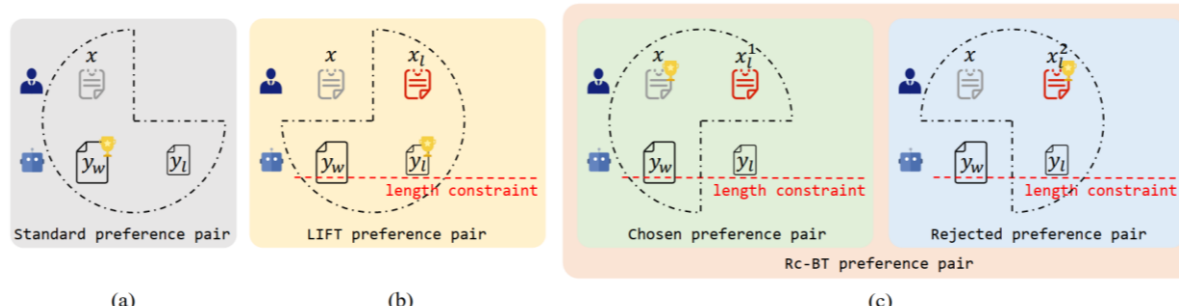 x
x x_l
x x_l^1
x x_l^2
y_w y_l
y_w y_l
y_w y_l
y_w y_l
length constraint
length constraint
length constraint
Standard preference pair
LIFT preference pair
Chosen preference pair
Rejected preference pair
Rc-BT preference pair
(a)
(b)
(c)